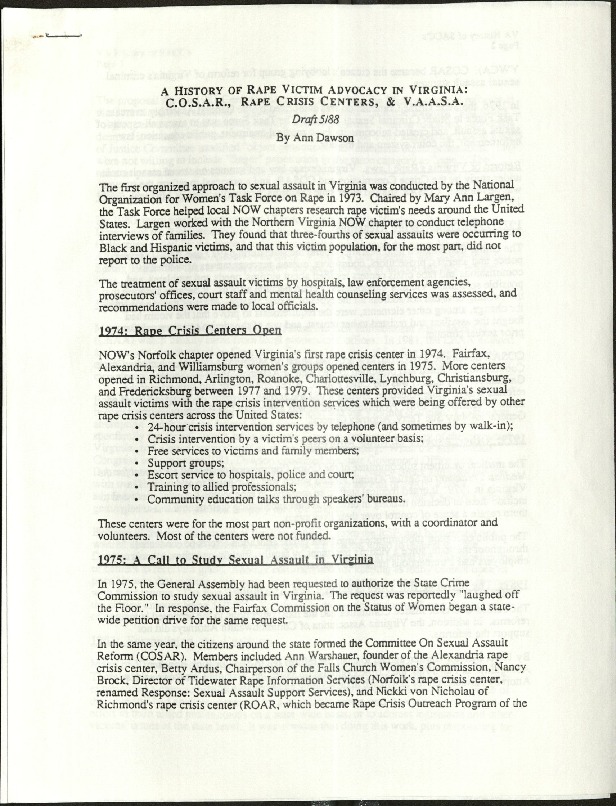 A HISTORY OF RAPE VICTIM ADVOCACY IN VIRGINIA:
C.O.S.A.R., RAPE CRISIS CENTERS, & V.A.A.S.A.
Draft 5/88
By Ann Dawson
The first organized approach to sexual assault in Virginia was conducted by the National
Organization for Women's Task Force on Rape in 1973. Chaired by Mary Ann Largen,
the Task Force helped local NOW chapters research rape victim's needs around the United
States. Largen worked with the Northern Virginia NOW chapter to conduct telephone
interviews of families. They found that three-fourths of sexual assaults were occurring to
Black and Hispanic victims, and that this victim population, for the most part, did not
report to the police.
The treatment of sexual assault victims by hospitals, law enforcement agencies,
prosecutors' offices, court staff and mental health counseling services was assessed, and
recommendations were made to local officials.
1974: Rape Crisis Centers Open
NOW's Norfolk chapter opened Virginia's first rape crisis center in 1974. Fairfax,
Alexandria, and Williamsburg women's groups opened centers in 1975. More centers
opened in Richmond, Arlington, Roanoke, Charlottesville, Lynchburg, Christiansburg,
and Fredericksburg between 1977 and 1979. These centers provided Virginia's sexual
assault victims with the rape crisis intervention services which were being offered by other
rape crisis centers across the United States:
• 24-hour crisis intervention services by telephone (and sometimes by walk-in);
• Crisis intervention by a victim's peers on a volunteer basis;
• Free services to victims and family members;
• Support groups;
• Escort service to hospitals, police and court;
• Training to allied professionals;
• Community education talks through speakers' bureaus.
These centers were for the most part non-profit organizations, with a coordinator and
volunteers. Most of the centers were not funded.
1975: A Call to Study Sexual Assault in Virginia
In 1975, the General Assembly had been requested to authorize the State Crime
Commission to study sexual assault in Virginia. The request was reportedly "laughed off
the Floor." In response, the Fairfax Commission on the Status of Women began a state-
wide petition drive for the same request.
In the same year, the citizens around the state formed the Committee On Sexual Assault
Reform (COSAR). Members included Ann Warshauer, founder of the Alexandria rape
crisis center, Betty Ardus, Chairperson of the Falls Church Women's Commission, Nancy
Brock, Director of Tidewater Rape Information Services (Norfolk's rape crisis center,
renamed Response: Sexual Assault Support Services), and Nickki von Nicholau of
Richmond's rape crisis center (ROAR, which became Rape Crisis Outreach Program of the